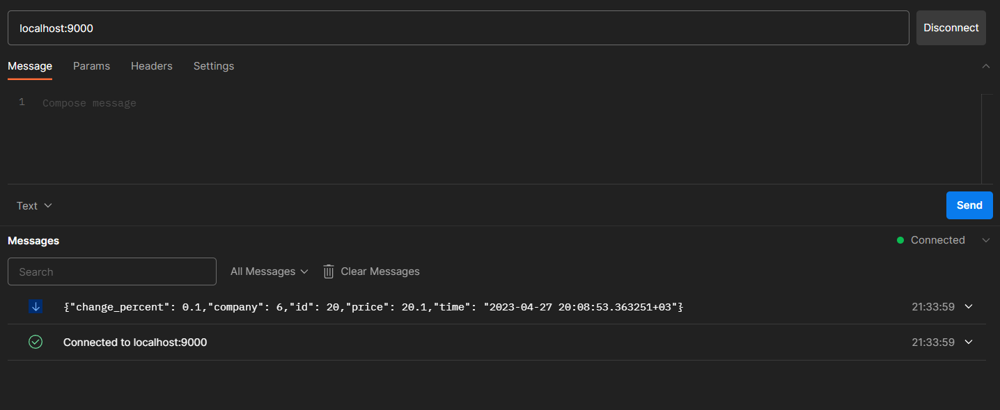 localhost:9000 Disconnect
Message Params Headers Settings
1 Compose message
Text Send
Messages Connected
Search All Messages Clear Messages
{"change_percent": 0.1,"company": 6,"id": 20,"price": 20.1,"time": "2023-04-27 20:08:53.363251+03"} 21:33:59
Connected to localhost:9000 21:33:59